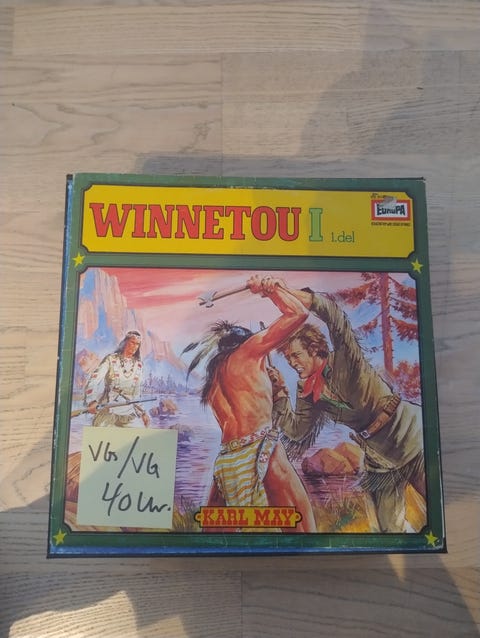 WINNETOU I 1.del
EUROPA
VG/VG
40 kr.
KARL MAY